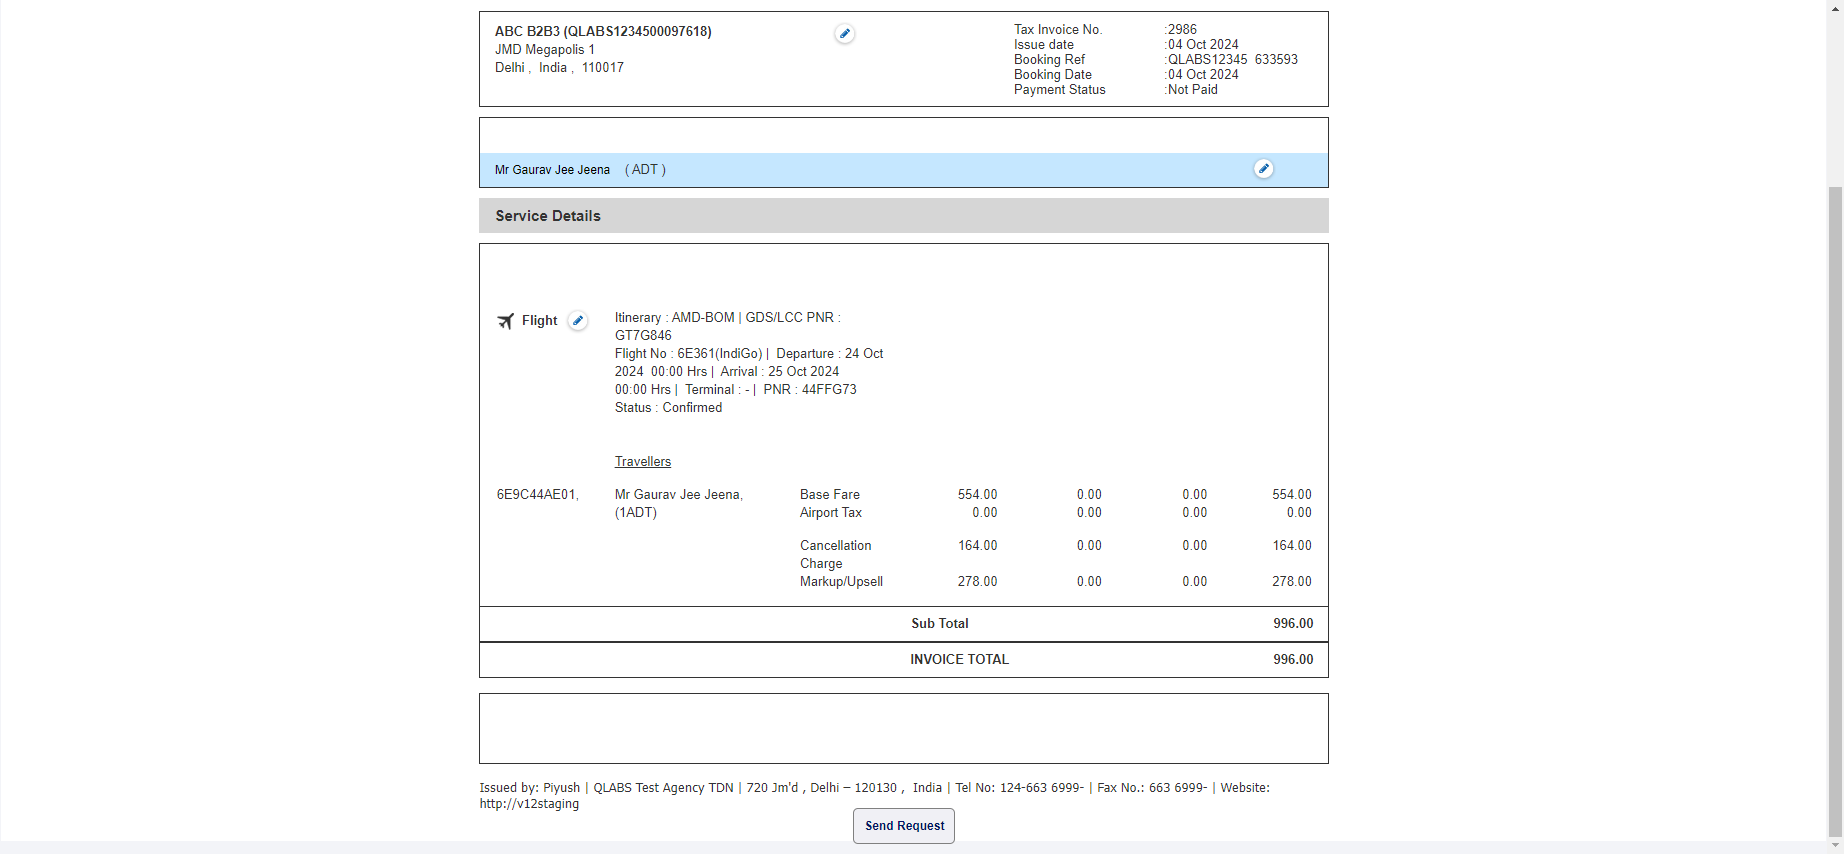 ABC B2B3 (QLABS1234500097618)
JMD Megapolis 1
Delhi , India , 110017
Tax Invoice No. :2986
Issue date :04 Oct 2024
Booking Ref :QLABS12345 633593
Booking Date :04 Oct 2024
Payment Status :Not Paid
Mr Gaurav Jee Jeena ( ADT )
Service Details
Flight
Itinerary : AMD-BOM | GDS/LCC PNR :
GT7G846
Flight No : 6E361(IndiGo) | Departure : 24 Oct
2024 00:00 Hrs | Arrival : 25 Oct 2024
00:00 Hrs | Terminal : - | PNR : 44FFG73
Status : Confirmed
Travellers
6E9C44AE01, Mr Gaurav Jee Jeena, Base Fare 554.00 0.00 0.00 554.00
(1ADT) Airport Tax 0.00 0.00 0.00 0.00
Cancellation 164.00 0.00 0.00 164.00
Charge
Markup/Upsell 278.00 0.00 0.00 278.00
Sub Total 996.00
INVOICE TOTAL 996.00
Issued by: Piyush | QLABS Test Agency TDN | 720 Jm'd , Delhi – 120130 , India | Tel No: 124-663 6999- | Fax No.: 663 6999- | Website:
http://v12staging
Send Request